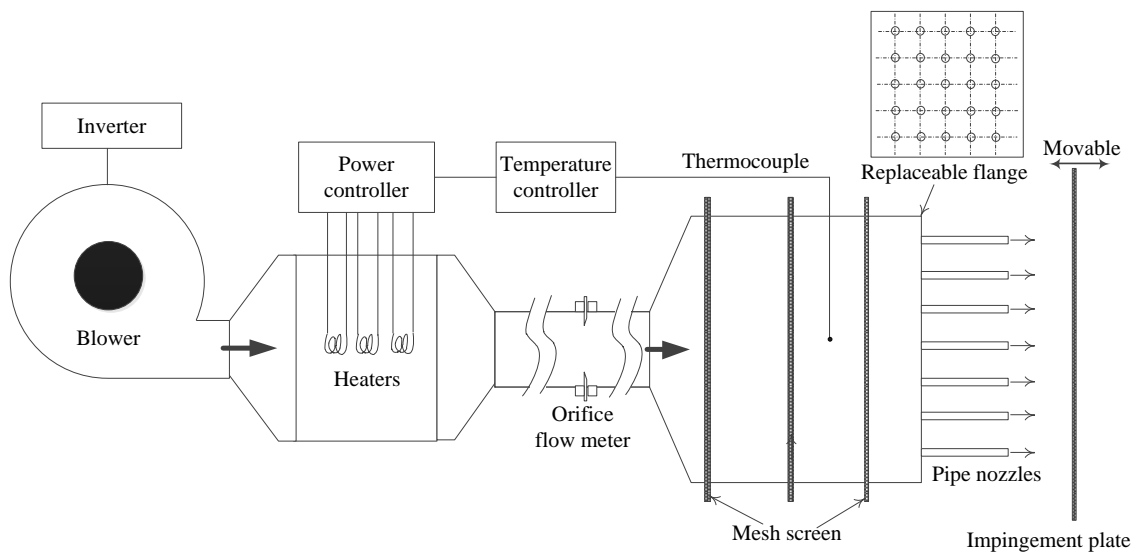 Inverter
Blower
Power
controller
Temperature
controller
Heaters
Orifice
flow meter
Thermocouple
Replaceable flange
Movable
Pipe nozzles
Mesh screen
Impingement plate